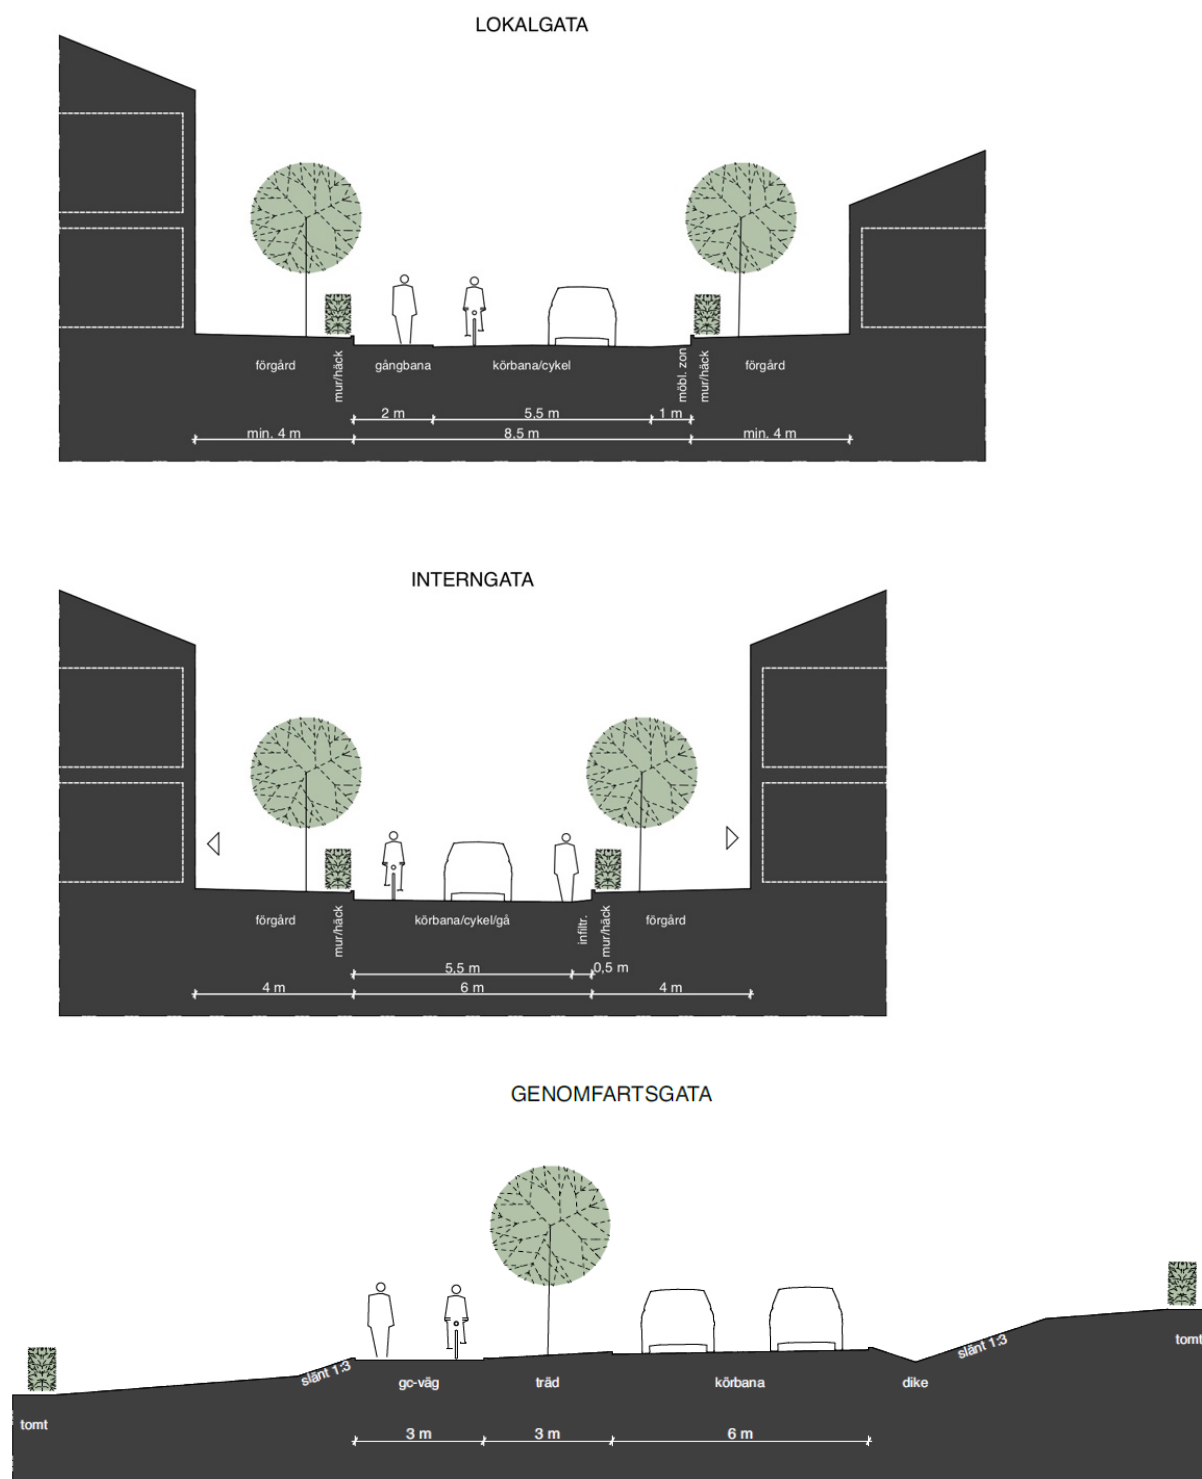 LOKALGATA
förgård
mur/häck
gångbana
körbana/cykel
möbl. zon
mur/häck
förgård
2 m
5,5 m
1 m
min. 4 m
8.5 m
min. 4 m
INTERNGATA
förgård
mur/häck
körbana/cykel/gå
infiltr.
mur/häck
förgård
5,5 m
0,5 m
4 m
6 m
4 m
GENOMFARTSGATA
tomt
slänt 1:3
gc-väg
träd
körbana
dike
slänt 1:3
tomt
3 m
3 m
6 m